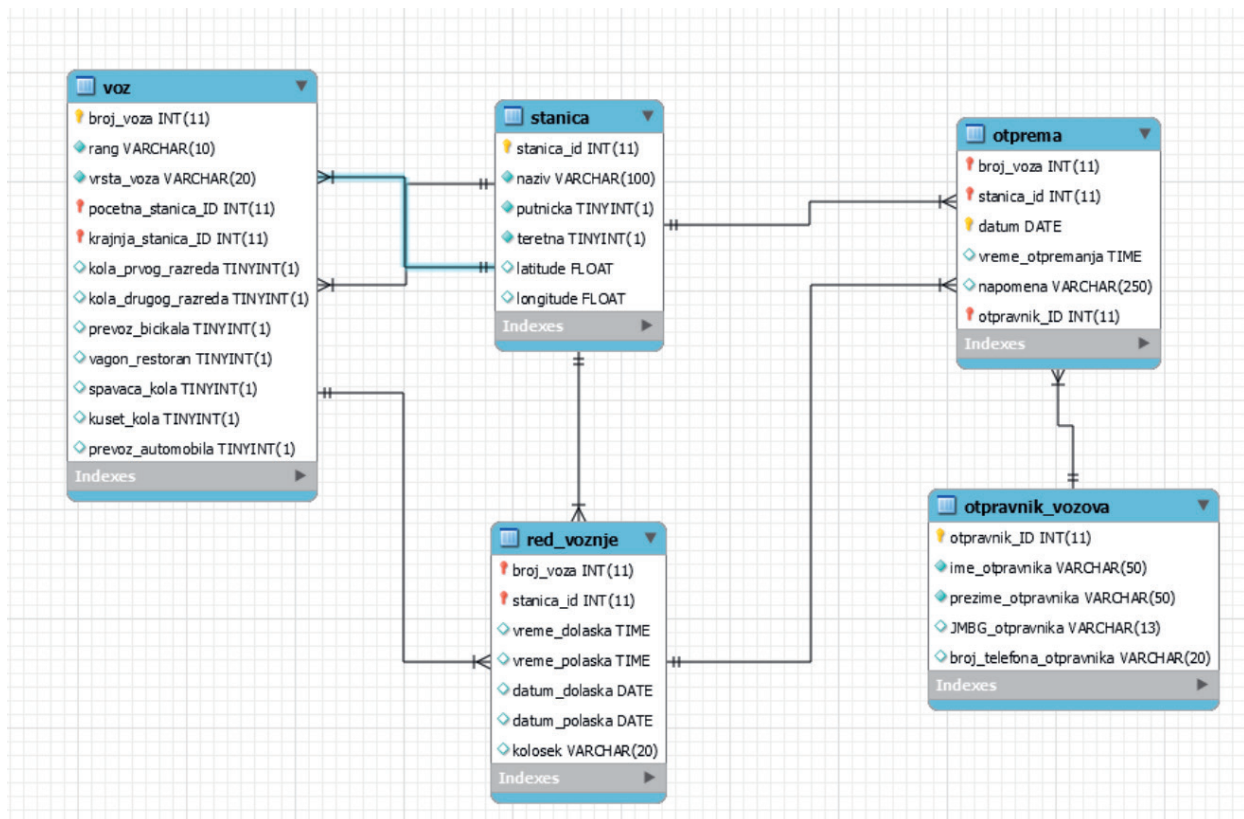 voz
broj_voza INT(11)
rang VARCHAR(10)
vrsta_voza VARCHAR(20)
pocetna_stanica_ID INT(11)
krajnja_stanica_ID INT(11)
kola_prvog_razreda TINYINT(1)
kola_drugog_razreda TINYINT(1)
prevoz_bicikala TINYINT(1)
vagon_restoran TINYINT(1)
spavaca_kola TINYINT(1)
kuset_kola TINYINT(1)
prevoz_automobila TINYINT(1)
Indexes
stanica
stanica_id INT(11)
naziv VARCHAR(100)
putnicka TINYINT(1)
teretna TINYINT(1)
latitude FLOAT
longitude FLOAT
Indexes
otprema
broj_voza INT(11)
stanica_id INT(11)
datum DATE
vreme_otpremanja TIME
napomena VARCHAR(250)
otpravnik_ID INT(11)
Indexes
red_voznje
broj_voza INT(11)
stanica_id INT(11)
vreme_dolaska TIME
vreme_polaska TIME
datum_dolaska DATE
datum_polaska DATE
kolosek VARCHAR(20)
Indexes
otpravnik_vozova
otpravnik_ID INT(11)
ime_otpravnika VARCHAR(50)
prezime_otpravnika VARCHAR(50)
JMBG_otpravnika VARCHAR(13)
broj_telefona_otpravnika VARCHAR(20)
Indexes